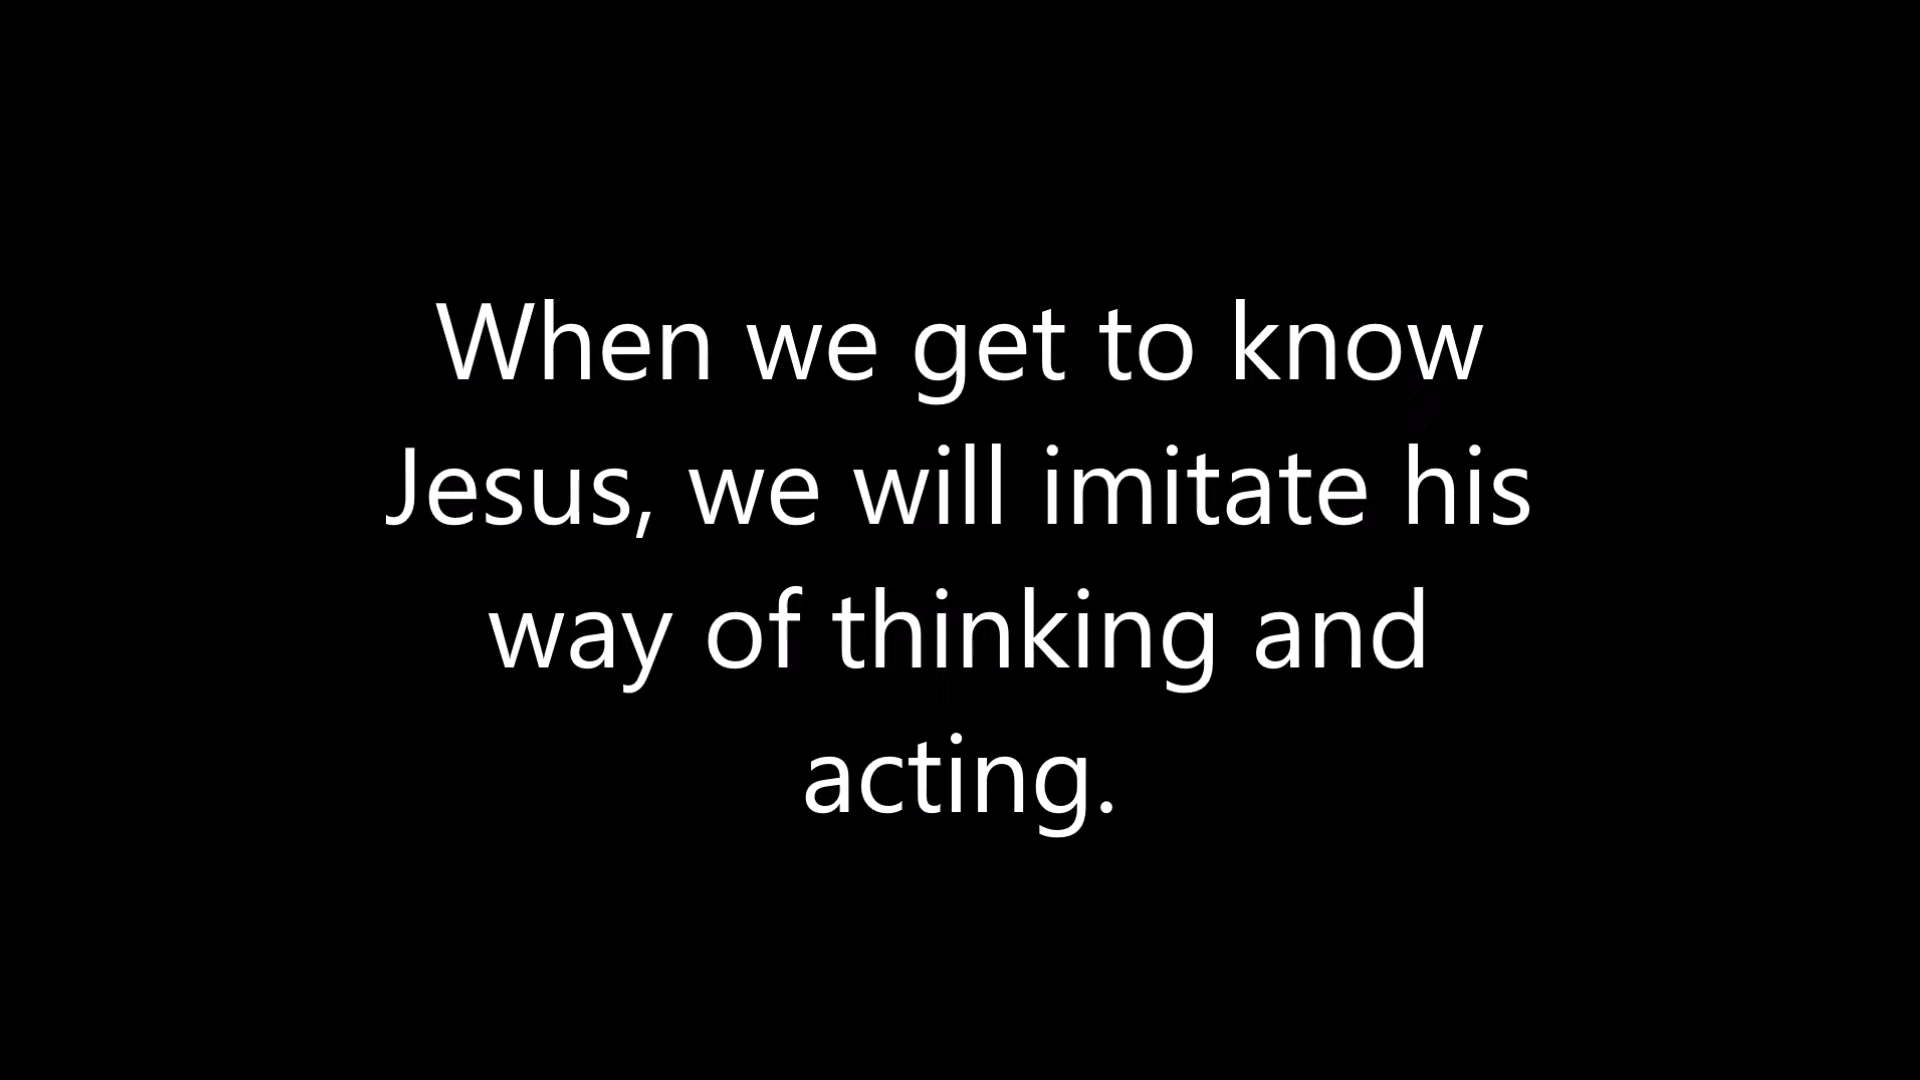 When we get to know
Jesus, we will imitate his
way of thinking and
acting.